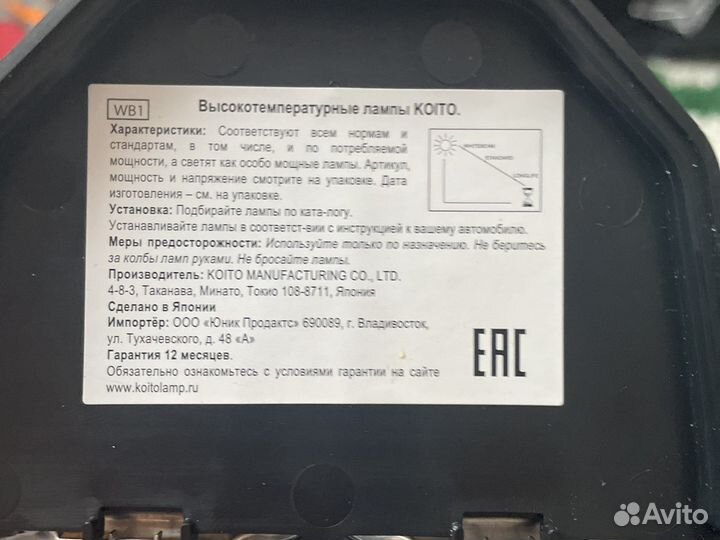 WB1 Высокотемпературные лампы KOITO.
Характеристики: Соответствуют всем нормам и
стандартам, в том числе, и по потребляемой
мощности, а светят как особо мощные лампы. Артикул,
мощность и напряжение смотрите на упаковке. Дата
изготовления – см. на упаковке.
WHITEBEAM
STANDARD
LONGLIFE
Установка: Подбирайте лампы по ката-логу.
Устанавливайте лампы в соответст-вии с инструкцией к вашему автомобилю.
Меры предосторожности: Используйте только по назначению. Не беритесь
за колбы ламп руками. Не бросайте лампы.
Производитель: KOITO MANUFACTURING CO., LTD.
4-8-3, Таканава, Минато, Токио 108-8711, Япония
Сделано в Японии
Импортёр: ООО «Юник Продактс» 690089, г. Владивосток,
ул. Тухачевского, д. 48 «А»
Гарантия 12 месяцев.
Обязательно ознакомьтесь с условиями гарантии на сайте
www.koitolamp.ru
EAC
Avito